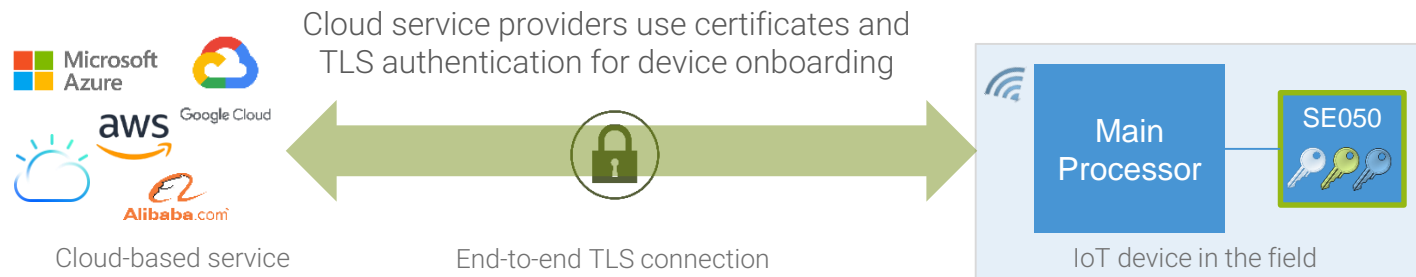 Cloud service providers use certificates and
TLS authentication for device onboarding
Microsoft
Azure
Google Cloud
aws
Alibaba.com
Main
Processor
SE050
Cloud-based service
End-to-end TLS connection
IoT device in the field